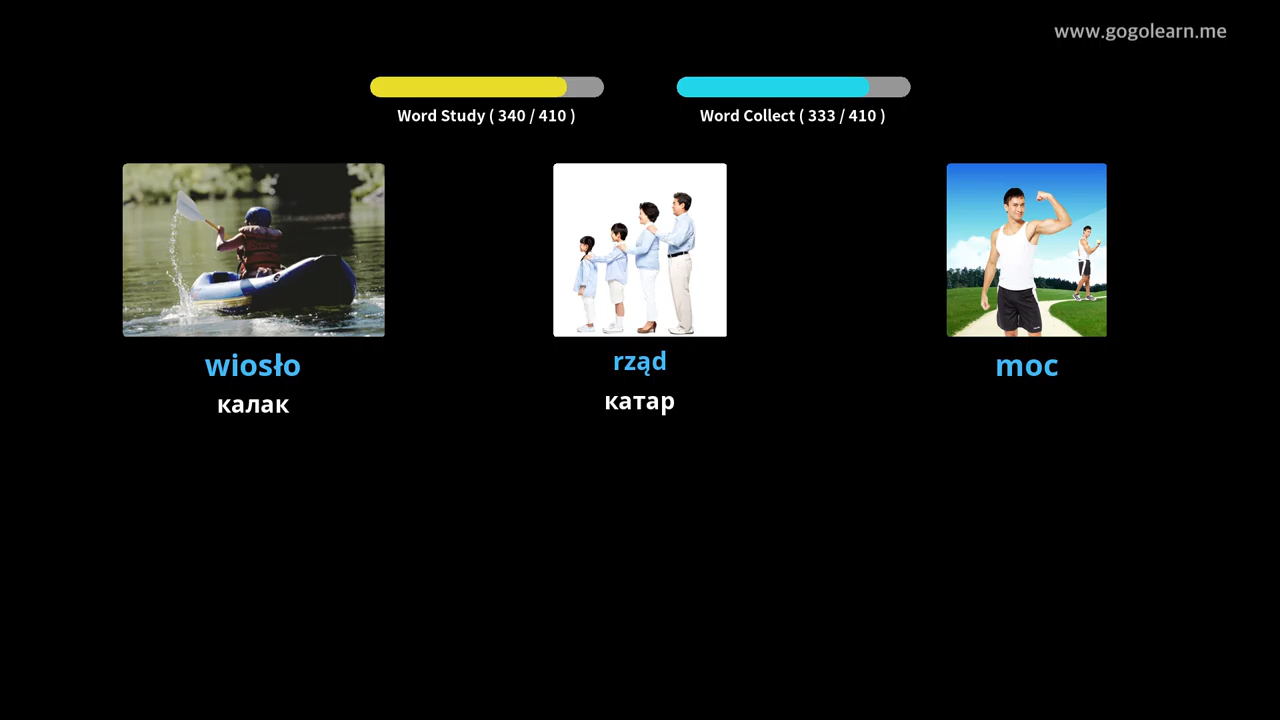 www.gogolearn.me
Word Study ( 340 / 410 )
Word Collect ( 333 / 410 )
wiosło
калак
rząd
катар
moc